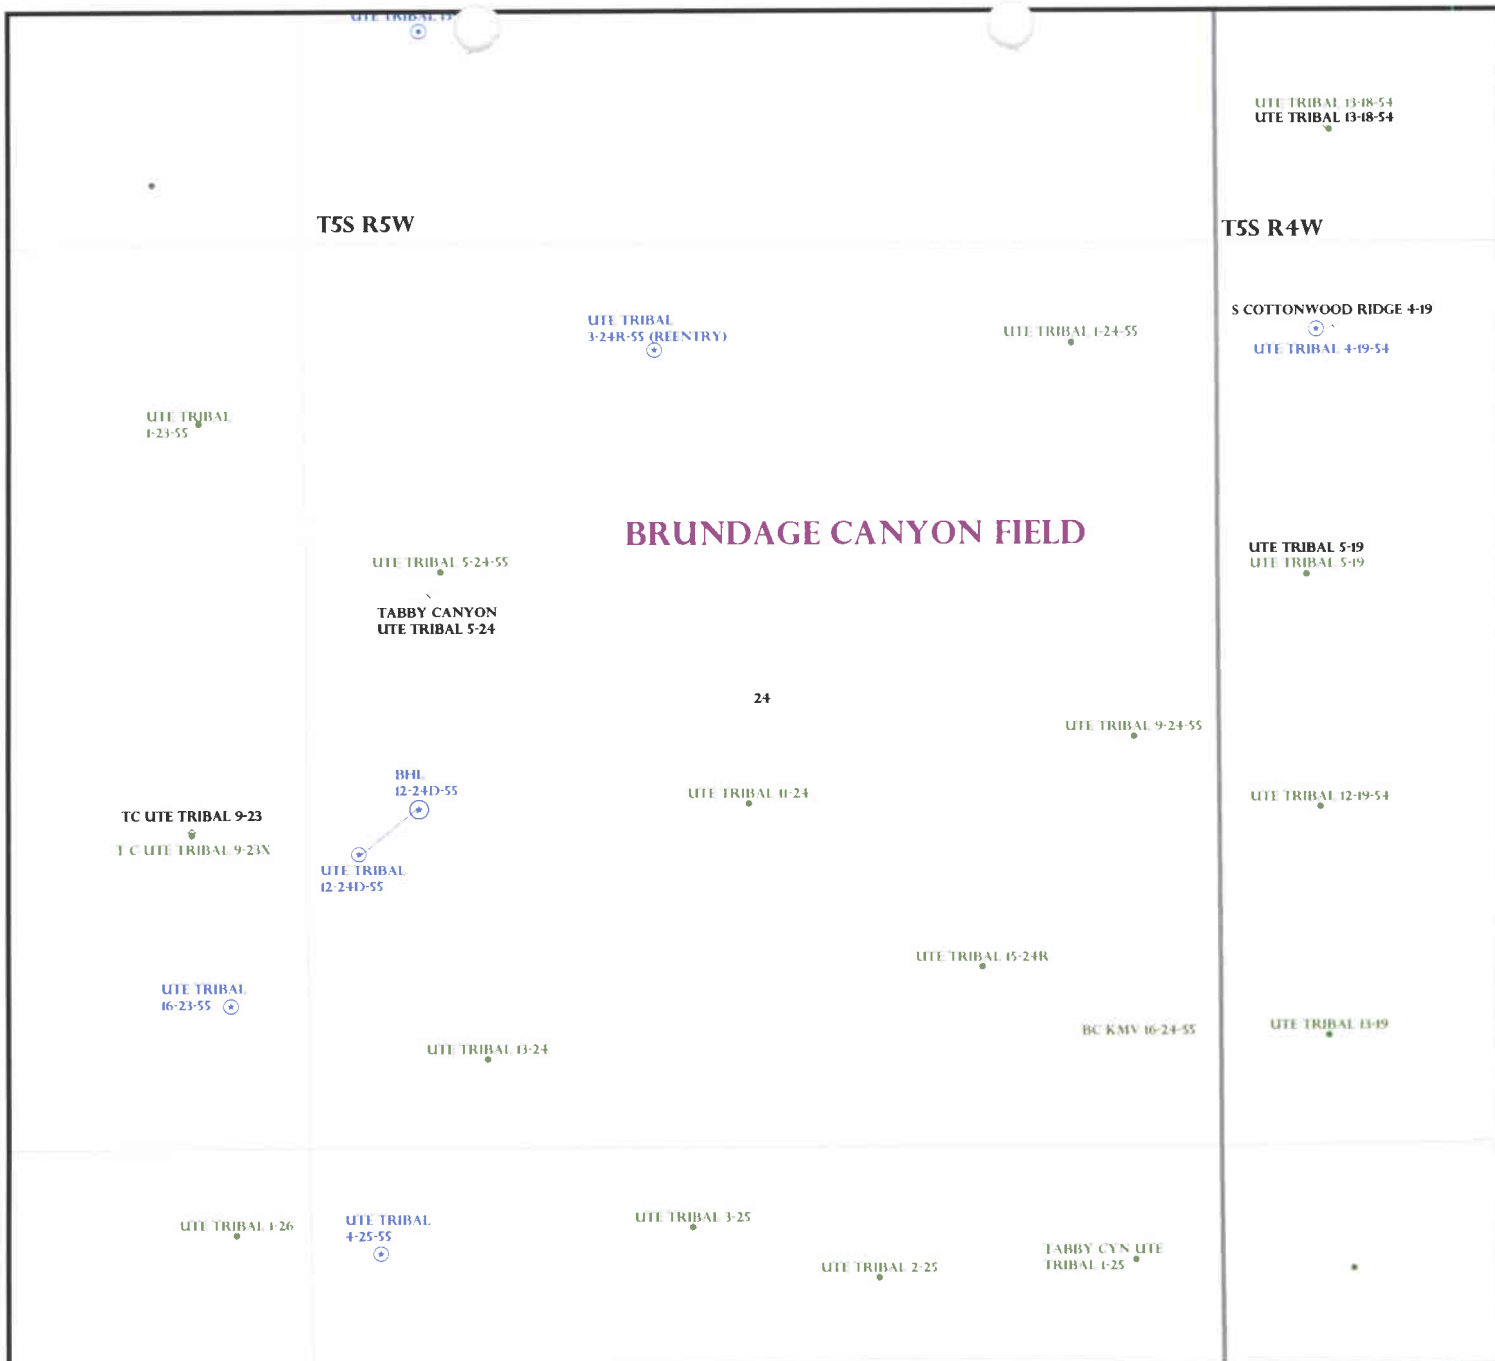 UTE TRIBAL
UTE TRIBAL 13-18-54
UTE TRIBAL 13-18-54
T5S R5W
T5S R4W
S COTTONWOOD RIDGE 4-19
UTE TRIBAL 4-19-54
UTE TRIBAL
3-24R-55 (REENTRY)
UTE TRIBAL 1-24-55
UTE TRIBAL
1-23-55
BRUNDAGE CANYON FIELD
UTE TRIBAL 5-19
UTE TRIBAL 5-19
UTE TRIBAL 5-24-55
TABBY CANYON
UTE TRIBAL 5-24
24
UTE TRIBAL 9-24-55
BHL
12-24D-55
UTE TRIBAL 11-24
UTE TRIBAL 12-19-54
TC UTE TRIBAL 9-23
T C UTE TRIBAL 9-23X
UTE TRIBAL
12-24D-55
UTE TRIBAL 15-24R
UTE TRIBAL
16-23-55
BC KMV 16-24-55
UTE TRIBAL 13-19
UTE TRIBAL 13-24
UTE TRIBAL 1-26
UTE TRIBAL
4-25-55
UTE TRIBAL 3-25
UTE TRIBAL 2-25
TABBY CYN UTE
TRIBAL 1-25